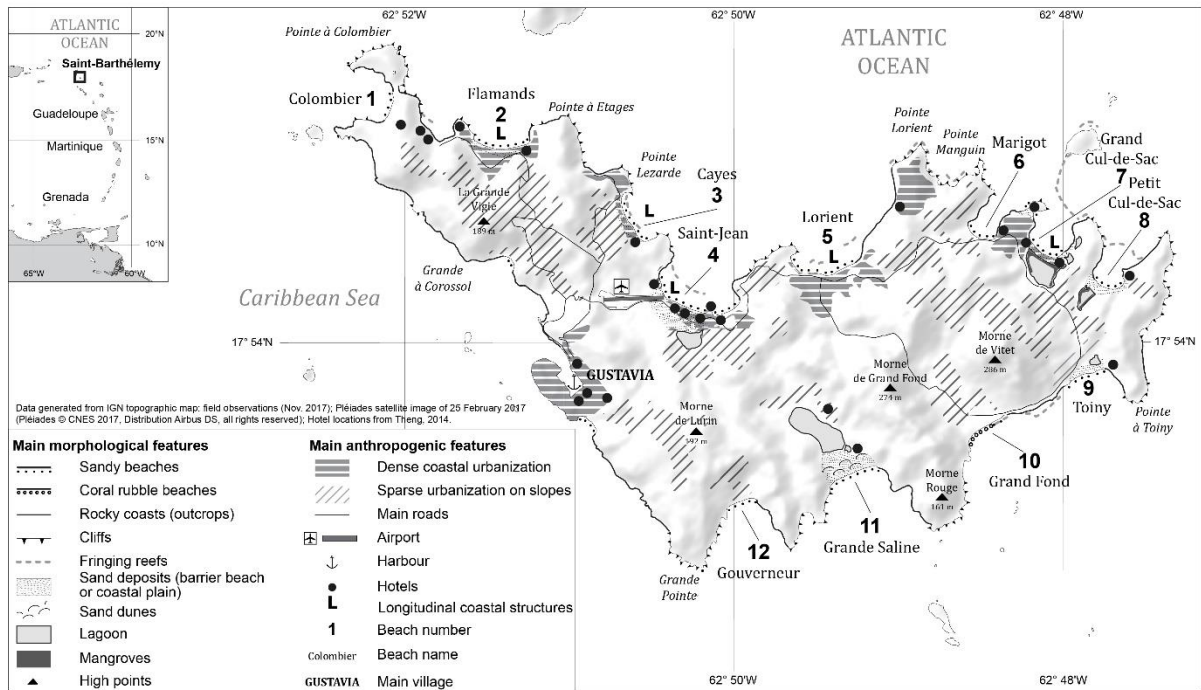 ATLANTIC
OCEAN
20°N
Saint-Barthélemy
Guadeloupe
15°N
Martinique
Grenada
10°N
65°W
60°W
62° 52'W
62° 50'W
62° 48'W
ATLANTIC
OCEAN
Pointe à Colombier
Colombier 1
Flamands
2
L
Pointe à Etages
Pointe
Lezarde
Cayes
3
L
Saint-Jean
4
L
Lorient
5
L
Pointe
Lorient
Pointe
Manguin
Marigot
6
Grand
Cul-de-Sac
7
L
Petit
Cul-de-Sac
8
La Grande
Vigie
189 m
Grande
à Corossol
Caribbean Sea
17° 54'N
17° 54'N
GUSTAVIA
Morne
de Vitet
286 m
Morne
de Grand Fond
274 m
Morne
de Lurin
192 m
Morne
Rouge
161 m
9
Toiny
Pointe
à Toiny
10
Grand Fond
11
Grande Saline
12
Gouverneur
Grande
Pointe
62° 50'W
62° 48'W
Data generated from IGN topographic map; field observations (Nov. 2017); Pléiades satellite image of 25 February 2017
(Pléiades © CNES 2017, Distribution Airbus DS, all rights reserved); Hotel locations from Theng, 2014.
Main morphological features
Sandy beaches
Coral rubble beaches
Rocky coasts (outcrops)
Cliffs
Fringing reefs
Sand deposits (barrier beach
or coastal plain)
Sand dunes
Lagoon
Mangroves
High points
Main anthropogenic features
Dense coastal urbanization
Sparse urbanization on slopes
Main roads
Airport
Harbour
Hotels
L Longitudinal coastal structures
1 Beach number
Colombier Beach name
GUSTAVIA Main village